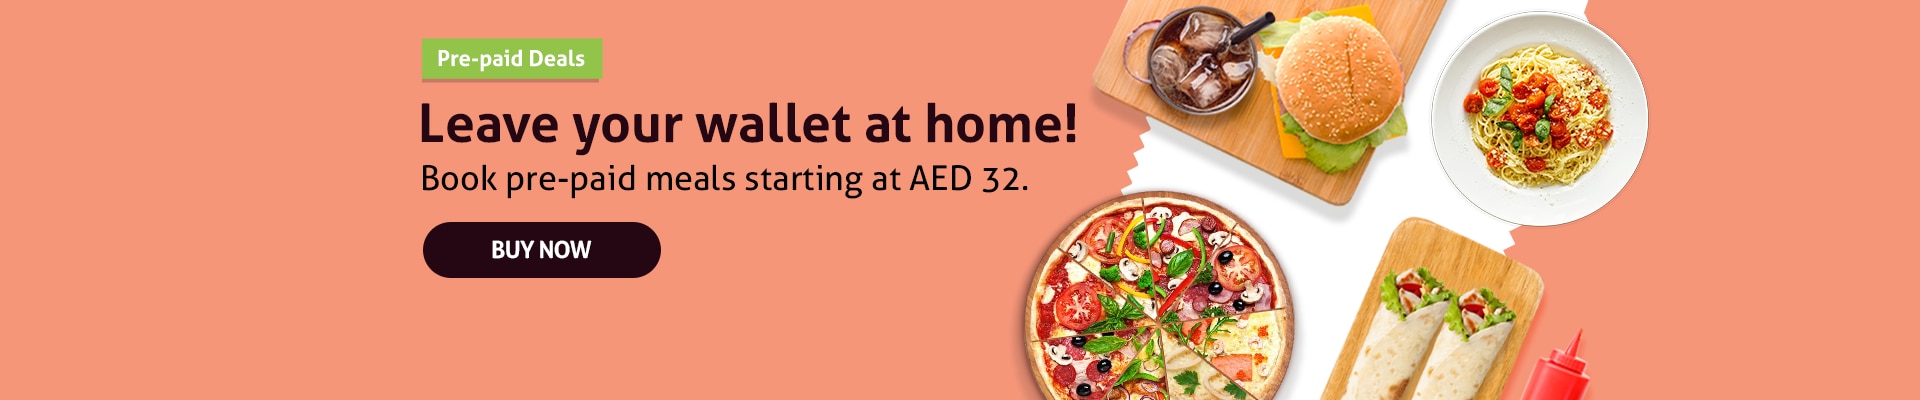 Pre-paid Deals
Leave your wallet at home!
Book pre-paid meals starting at AED 32.
BUY NOW